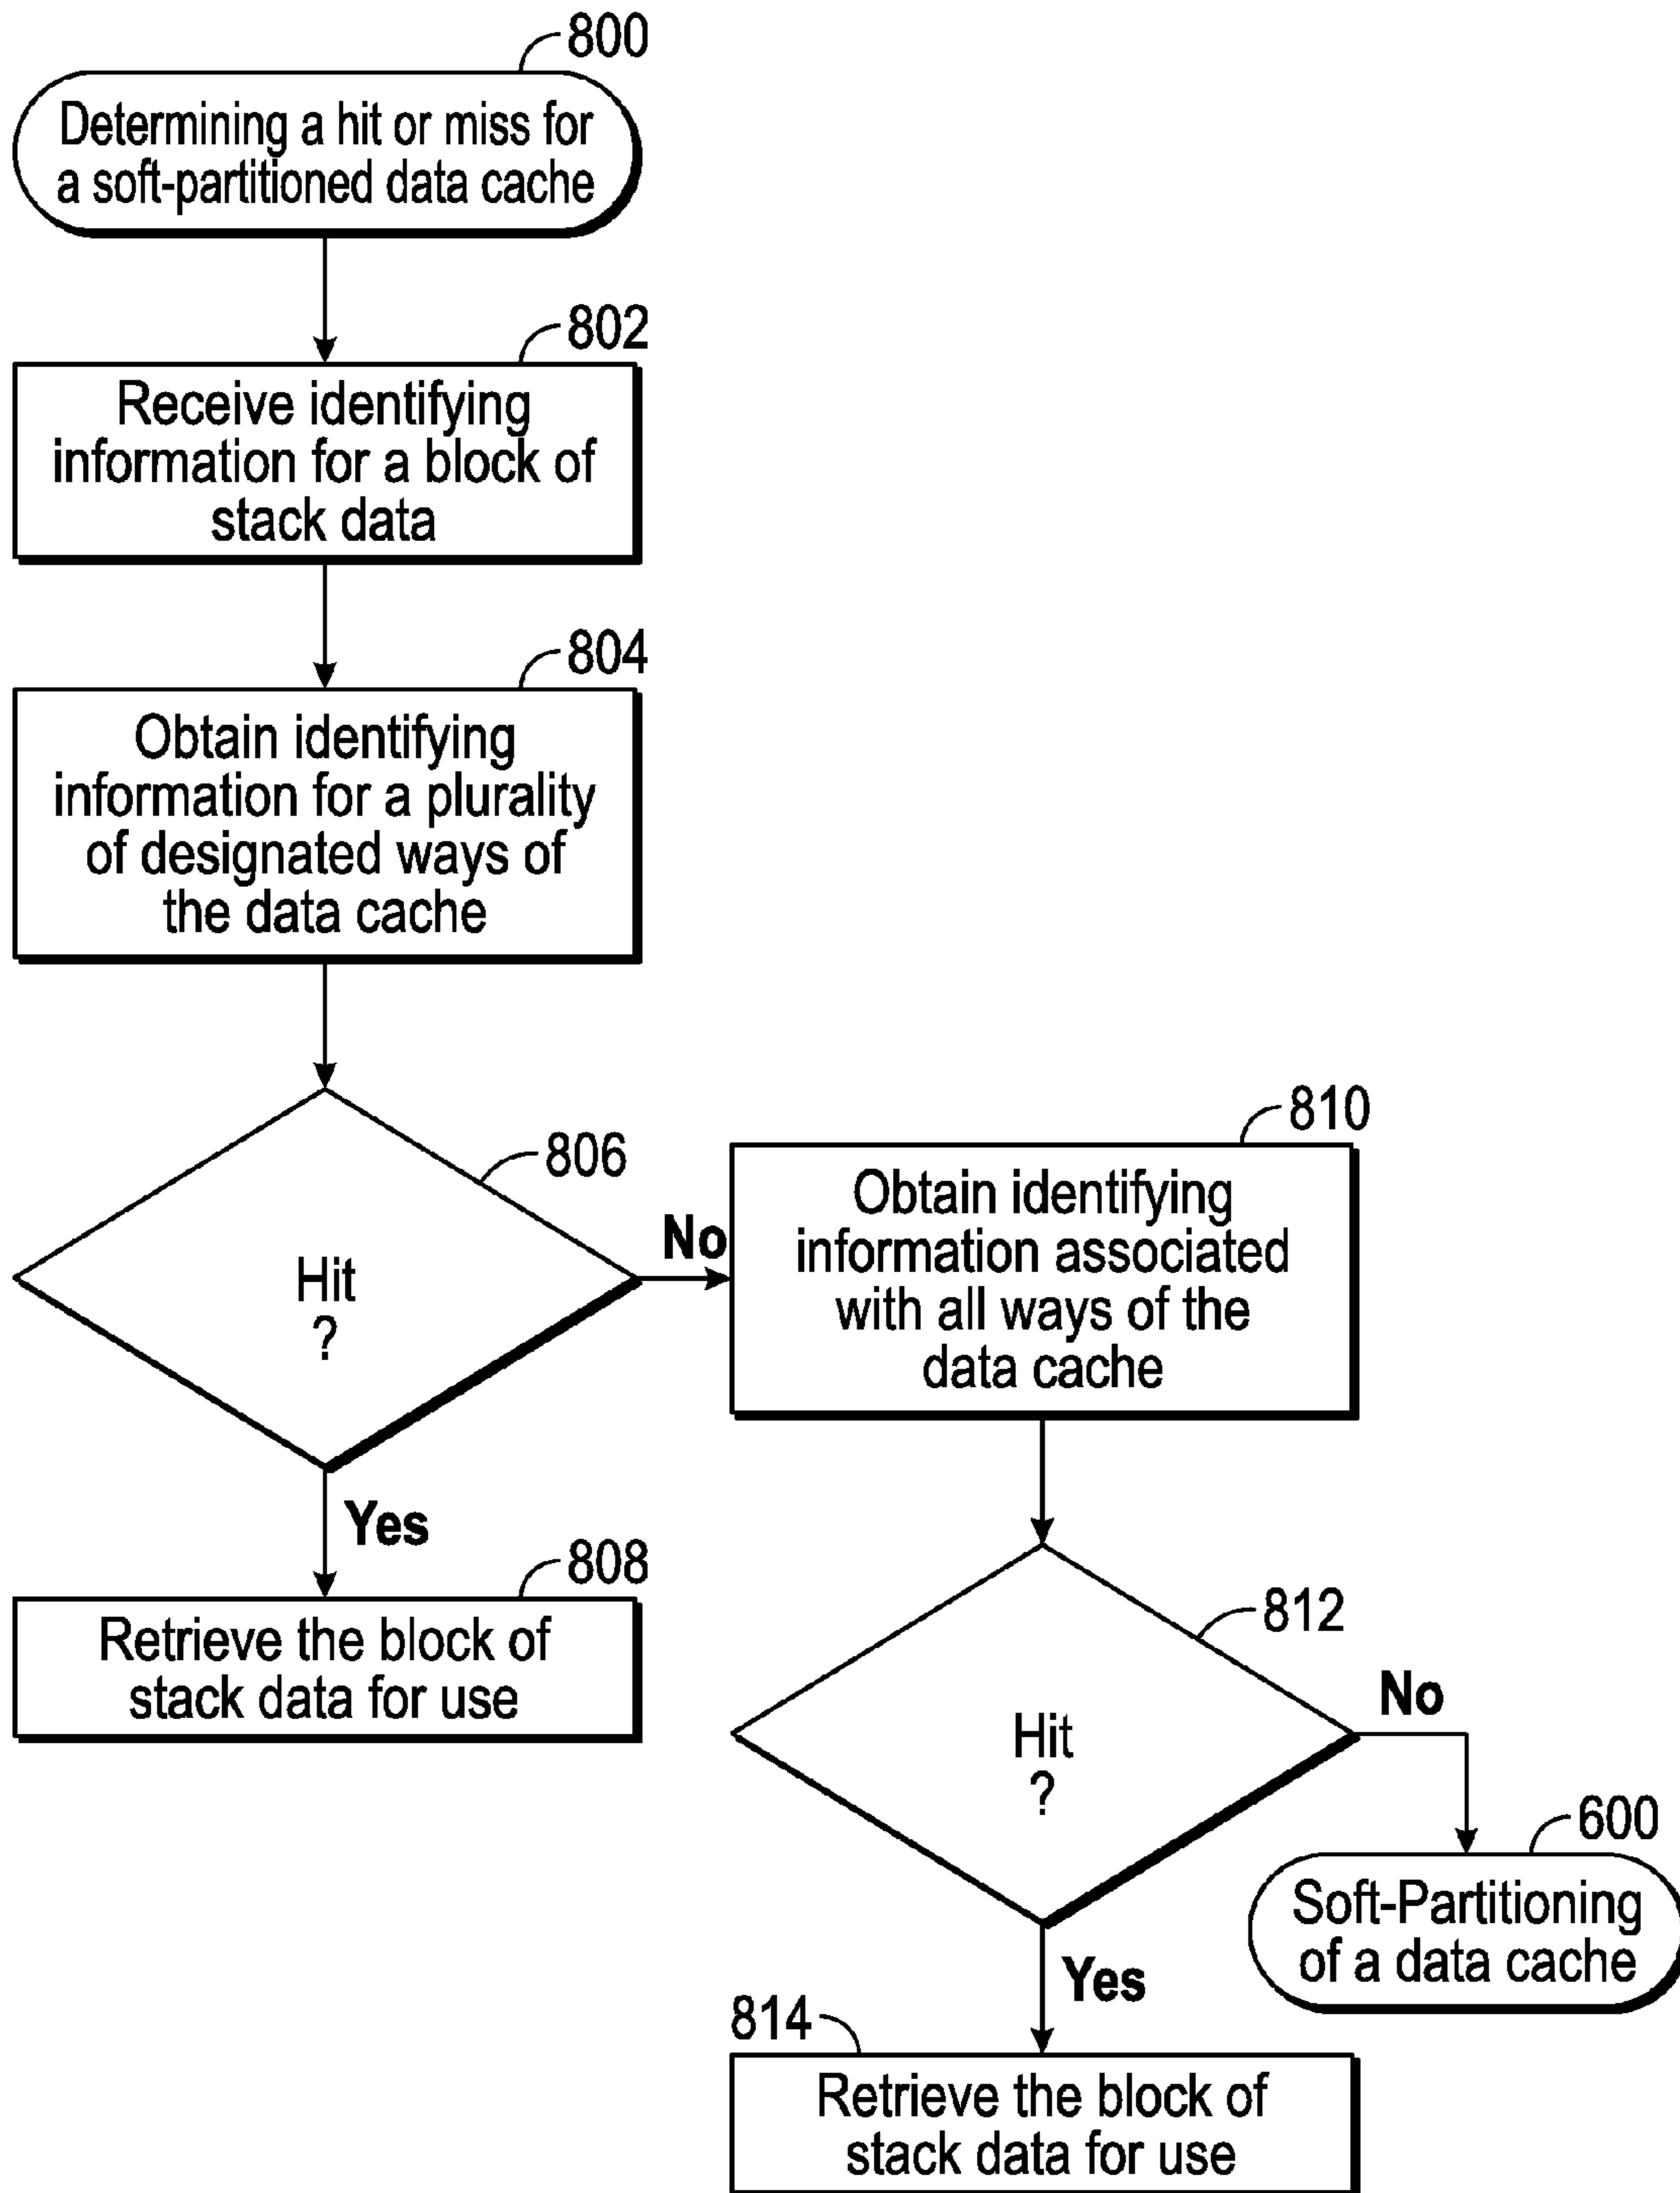 800
Determining a hit or miss for
a soft-partitioned data cache
802
Receive identifying
information for a block of
stack data
804
Obtain identifying
information for a plurality
of designated ways of
the data cache
806
Hit
?
No
Yes
808
Retrieve the block of
stack data for use
810
Obtain identifying
information associated
with all ways of the
data cache
812
Hit
?
No
600
Soft-Partitioning
of a data cache
Yes
814
Retrieve the block of
stack data for use